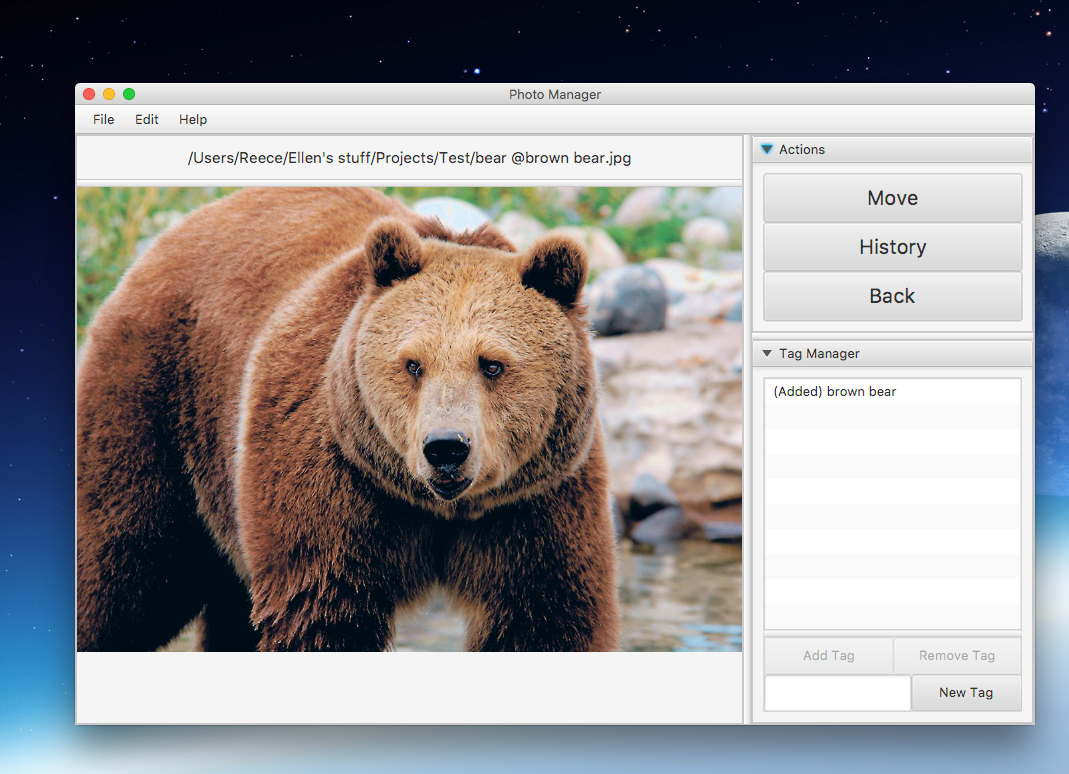 Photo Manager
File Edit Help
/Users/Reece/Ellen's stuff/Projects/Test/bear @brown bear.jpg
Actions
Move
History
Back
Tag Manager
(Added) brown bear
Add Tag Remove Tag
New Tag